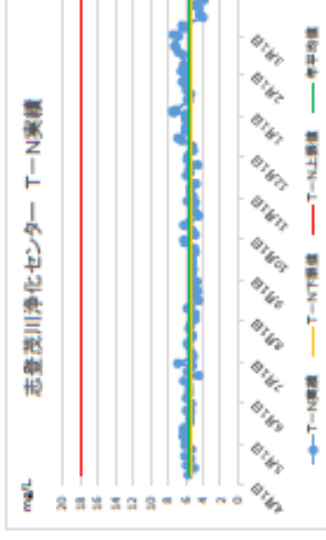 志登茂川浄化センター T-N実績
mg/L
20
18
16
14
12
10
8
6
4
2
0
4月1日
5月1日
6月1日
7月1日
8月1日
9月1日
10月1日
11月1日
12月1日
1月1日
2月1日
3月1日
T-N実績
T-N下限値
T-N上限値
年平均値